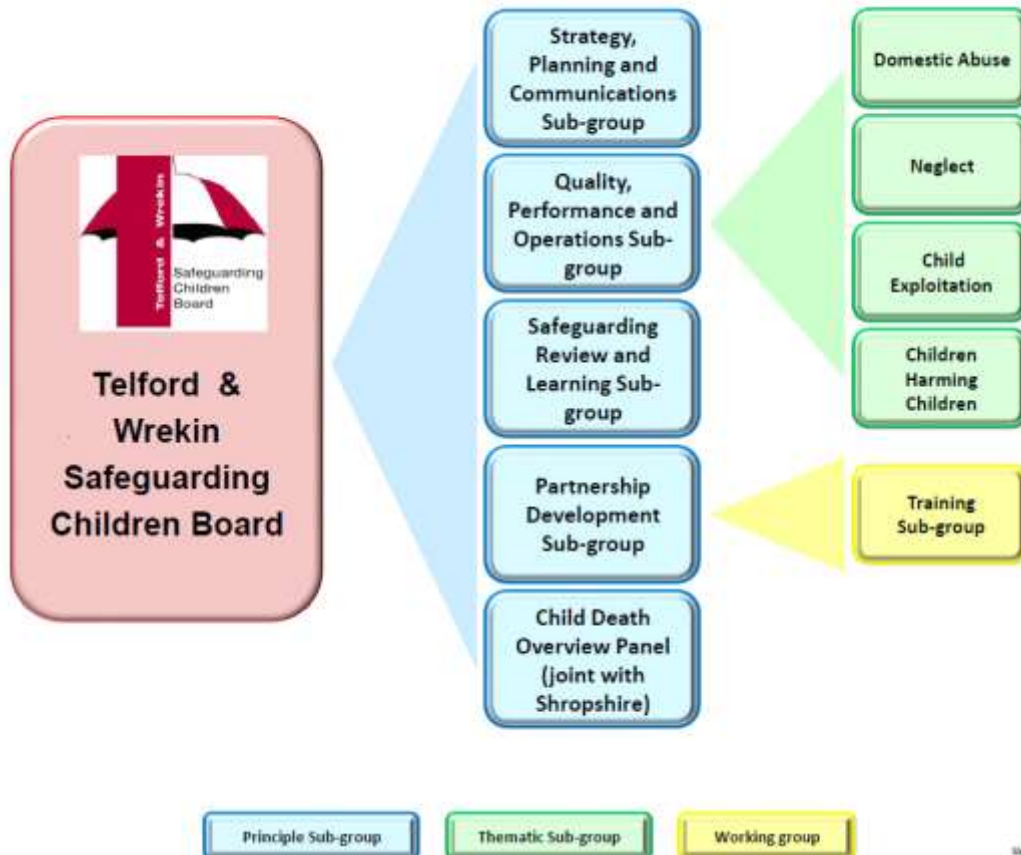 Telford & Wrekin
Safeguarding
Children
Board
Telford &
Wrekin
Safeguarding
Children Board
Strategy,
Planning and
Communications
Sub-group
Quality,
Performance and
Operations Sub-
group
Safeguarding
Review and
Learning Sub-
group
Partnership
Development
Sub-group
Child Death
Overview Panel
(joint with
Shropshire)
Domestic Abuse
Neglect
Child
Exploitation
Children
Harming
Children
Training
Sub-group
Principle Sub-group
Thematic Sub-group
Working group